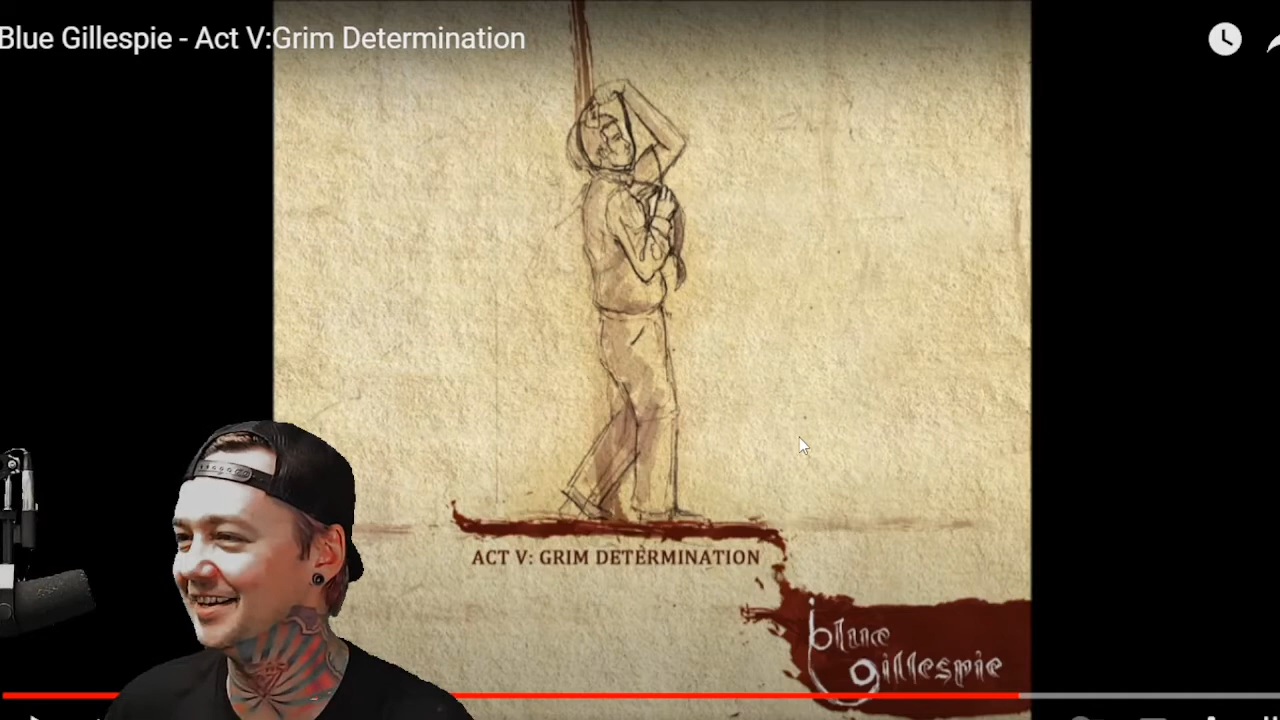 Blue Gillespie - Act V:Grim Determination
ACT V: GRIM DETERMINATION
blue
gillespie